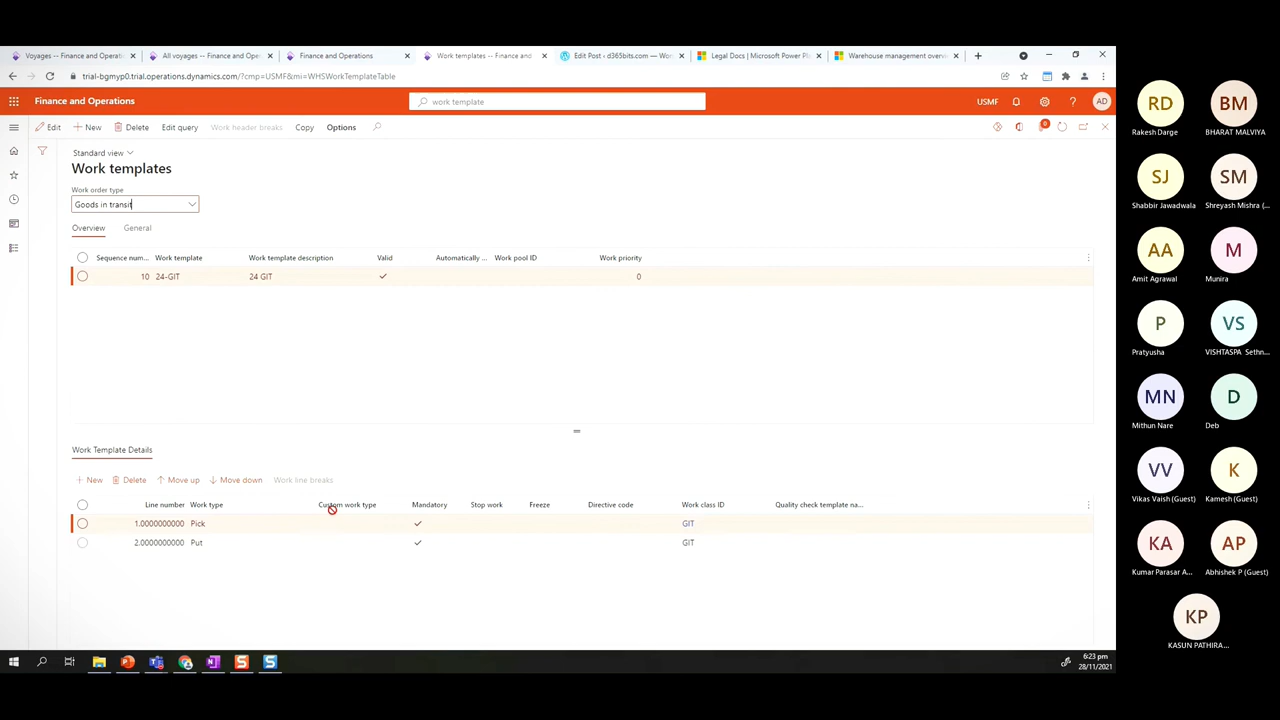 Voyages -- Finance and Operations
All voyages -- Finance and Op
Finance and Operations
Work templates -- Finance and
Edit Post ‹ d365bits.com — Wor
Legal Docs | Microsoft Power Pl
Warehouse management overvie
trial-bgmyp0.trial.operations.dynamics.com/?cmp=USMF&mi=WHSWorkTemplateTable
Finance and Operations
work template
USMF
AD
Edit
New
Delete
Edit query
Work header breaks
Copy
Options
0
Standard view
Work templates
Work order type
Goods in transit
Overview
General
Sequence num... Work template Work template description Valid Automatically ... Work pool ID Work priority
10 24-GIT 24 GIT 0
Work Template Details
New
Delete
Move up
Move down
Work line breaks
Line number Work type Custom work type Mandatory Stop work Freeze Directive code Work class ID Quality check template na...
1.0000000000 Pick GIT
2.0000000000 Put GIT
6:23 pm
28/11/2021
RD
Rakesh Darge
BM
BHARAT MALVIYA
SJ
Shabbir Jawadwala
SM
Shreyash Mishra (...
AA
Amit Agrawal
M
Munira
P
Pratyusha
VS
VISHTASPA Sethn...
MN
Mithun Nare
D
Deb
VV
Vikas Vaish (Guest)
K
Kamesh (Guest)
KA
Kumar Parasar A...
AP
Abhishek P (Guest)
KP
KASUN PATHIRA...